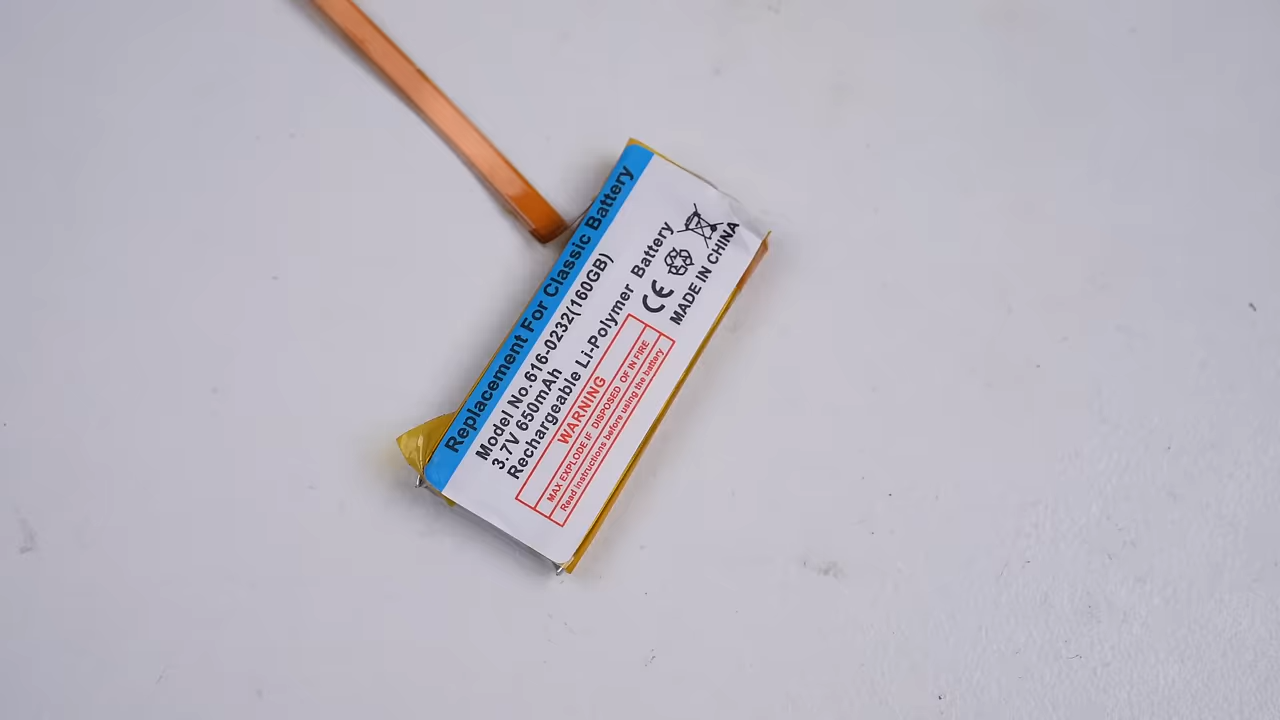 Replacement For Classic Battery
Model No.616-0232(160GB)
3.7V 650mAh
Rechargeable Li-Polymer Battery
WARNING
MAX EXPLODE IF DISPOSED OF IN FIRE
Read instructions before using the battery
CE
MADE IN CHINA